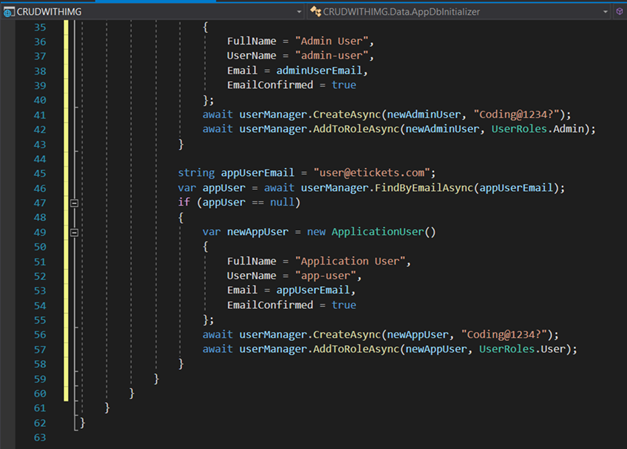 CRUDWITHIMG CRUDWITHIMG.Data.AppDbInitializer
35 {
36 FullName = "Admin User",
37 UserName = "admin-user",
38 Email = adminUserEmail,
39 EmailConfirmed = true
40 };
41 await userManager.CreateAsync(newAdminUser, "Coding@1234?");
42 await userManager.AddToRoleAsync(newAdminUser, UserRoles.Admin);
43 }
44
45 string appUserEmail = "user@etickets.com";
46 var appUser = await userManager.FindByEmailAsync(appUserEmail);
47 if (appUser == null)
48 {
49 var newAppUser = new ApplicationUser()
50 {
51 FullName = "Application User",
52 UserName = "app-user",
53 Email = appUserEmail,
54 EmailConfirmed = true
55 };
56 await userManager.CreateAsync(newAppUser, "Coding@1234?");
57 await userManager.AddToRoleAsync(newAppUser, UserRoles.User);
58 }
59 }
60 }
61 }
62 }
63